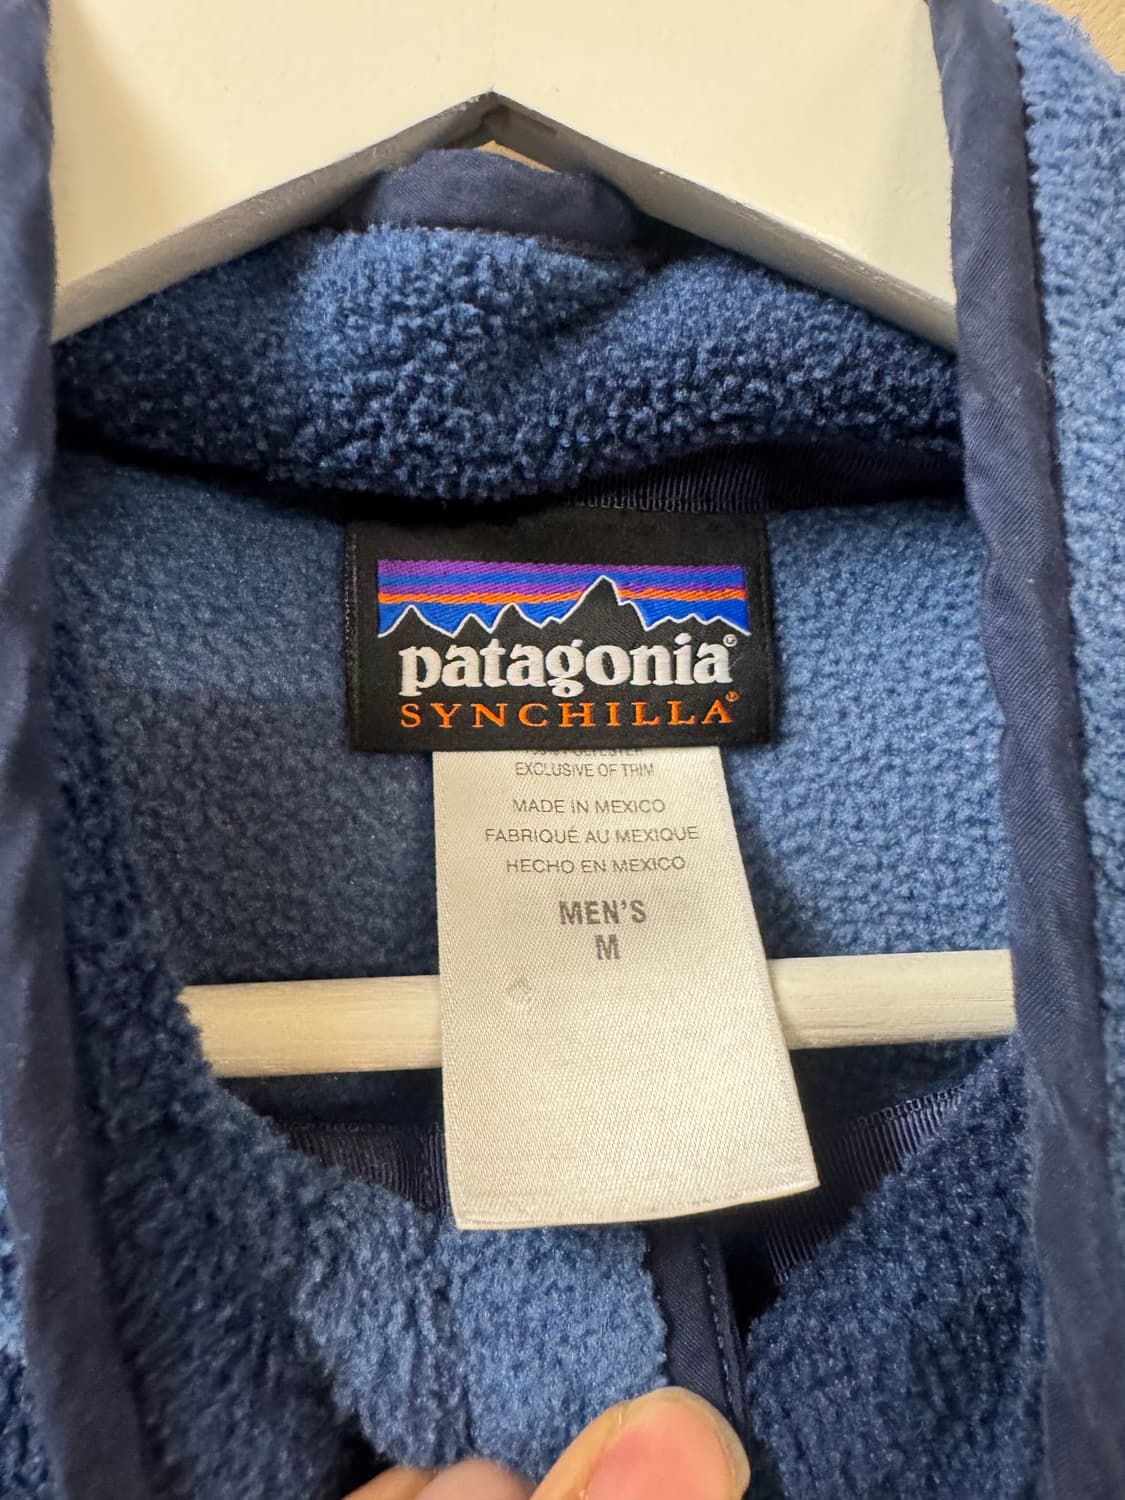 patagonia®
SYNCHILLA®
EXCLUSIVE OF TRIM
MADE IN MEXICO
FABRIQUÉ AU MEXIQUE
HECHO EN MEXICO
MEN'S
M